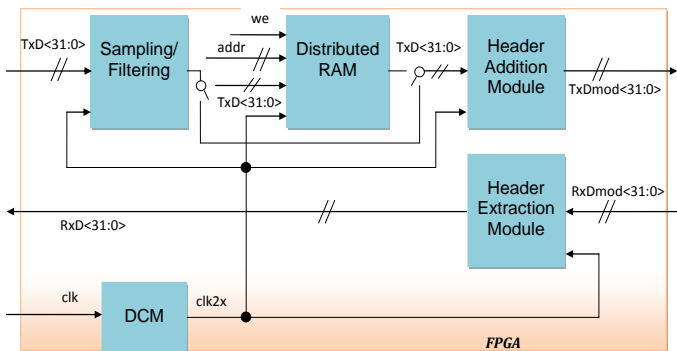 we
TxD<31:0>
Sampling/
Filtering
addr
TxD<31:0>
Distributed
RAM
TxD<31:0>
Header
Addition
Module
TxDmod<31:0>
Header
Extraction
Module
RxDmod<31:0>
RxD<31:0>
clk
DCM
clk2x
FPGA